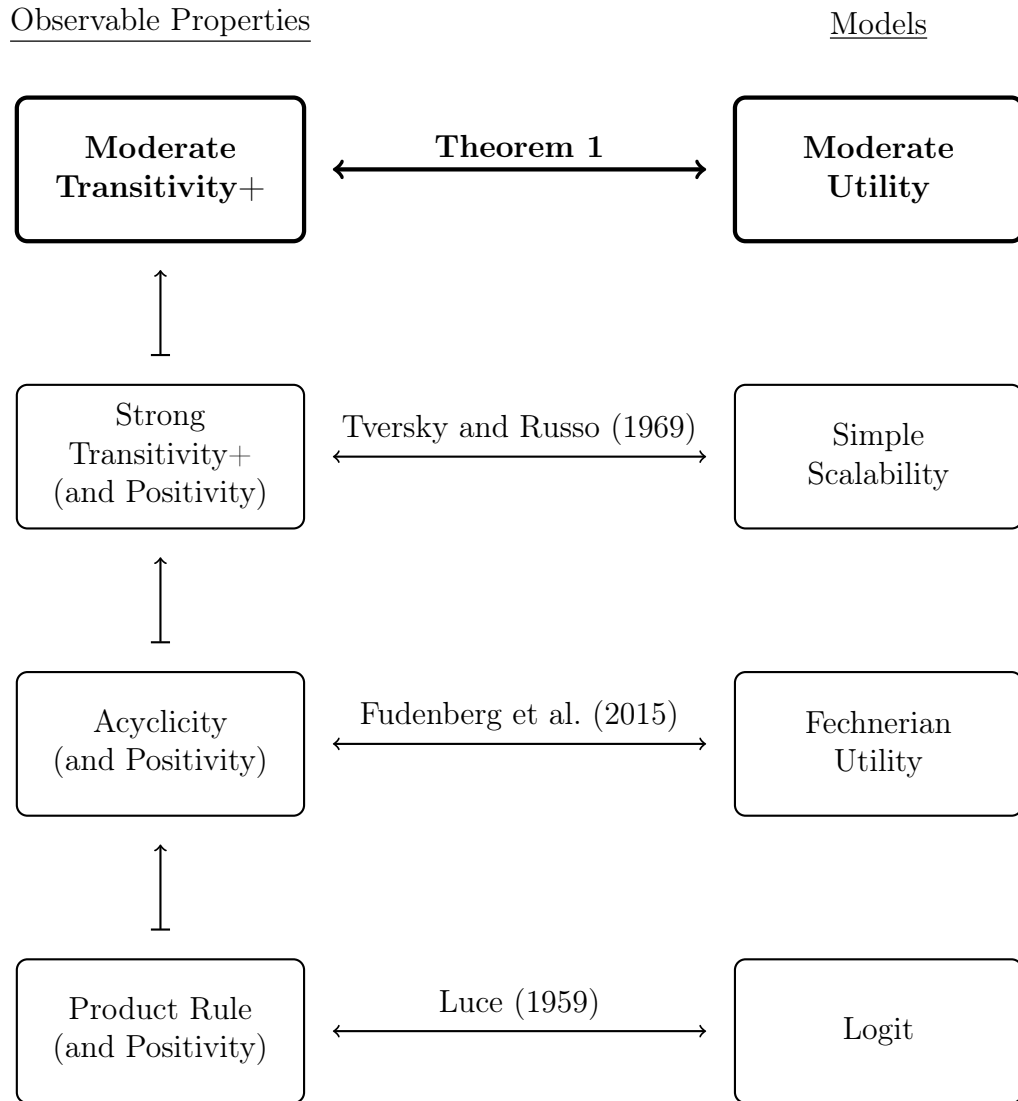 Observable Properties
Models
Moderate
Transitivity+
Theorem 1
Moderate
Utility
Strong
Transitivity+
(and Positivity)
Tversky and Russo (1969)
Simple
Scalability
Acyclicity
(and Positivity)
Fudenberg et al. (2015)
Fechnerian
Utility
Product Rule
(and Positivity)
Luce (1959)
Logit